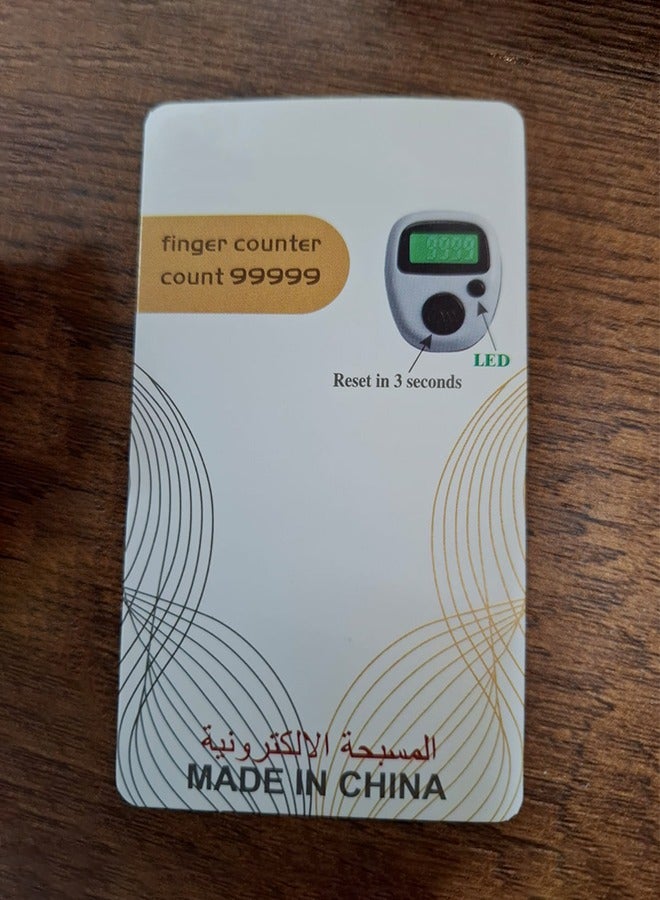 finger counter
count 99999
LED
Reset in 3 seconds
المسبحة الالكترونية
MADE IN CHINA